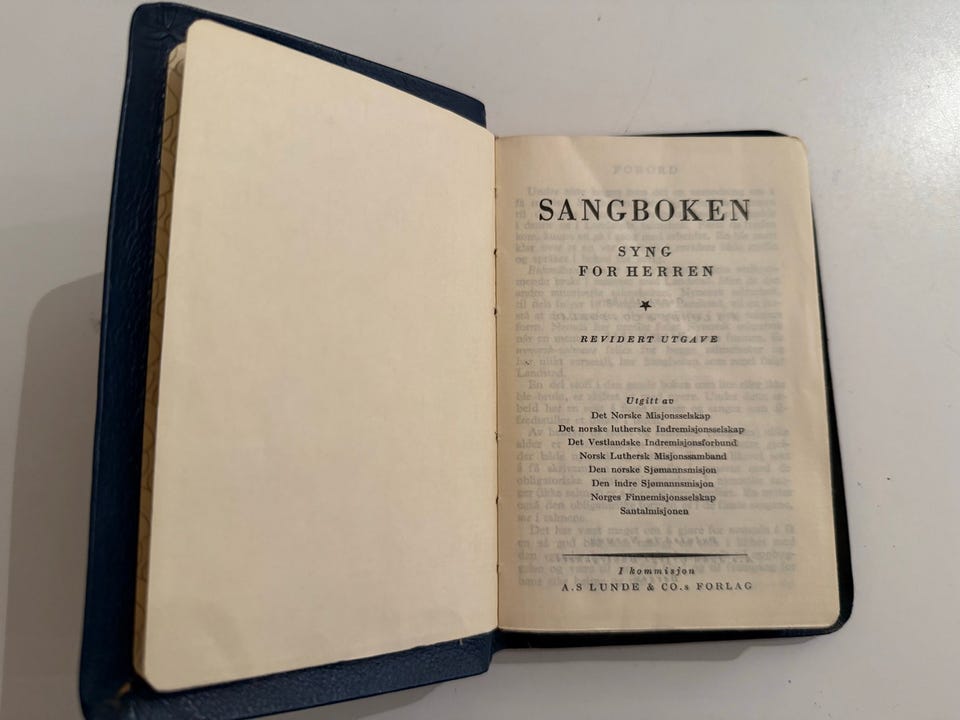 SANGBOKEN
SYNG
FOR HERREN
★
REVIDERT UTGAVE
Utgitt av
Det Norske Misjonsselskap
Det norske lutherske Indremisjonsselskap
Det Vestlandske Indremisjonsforbund
Norsk Luthersk Misjonssamband
Den norske Sjømannsmisjon
Den indre Sjømannsmisjon
Norges Finnemisjonsselskap
Santalmisjonen
I kommisjon
A.S LUNDE & CO.s FORLAG